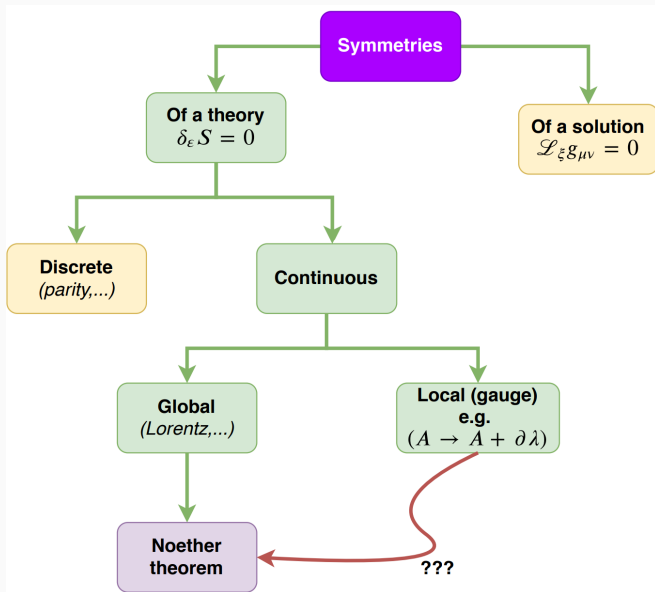 Symmetries
Of a theory
δ_ε S = 0
Of a solution
ℒ_ξ g_μν = 0
Discrete
(parity,...)
Continuous
Global
(Lorentz,...)
Local (gauge)
e.g.
(A → A + ∂λ)
Noether
theorem
???